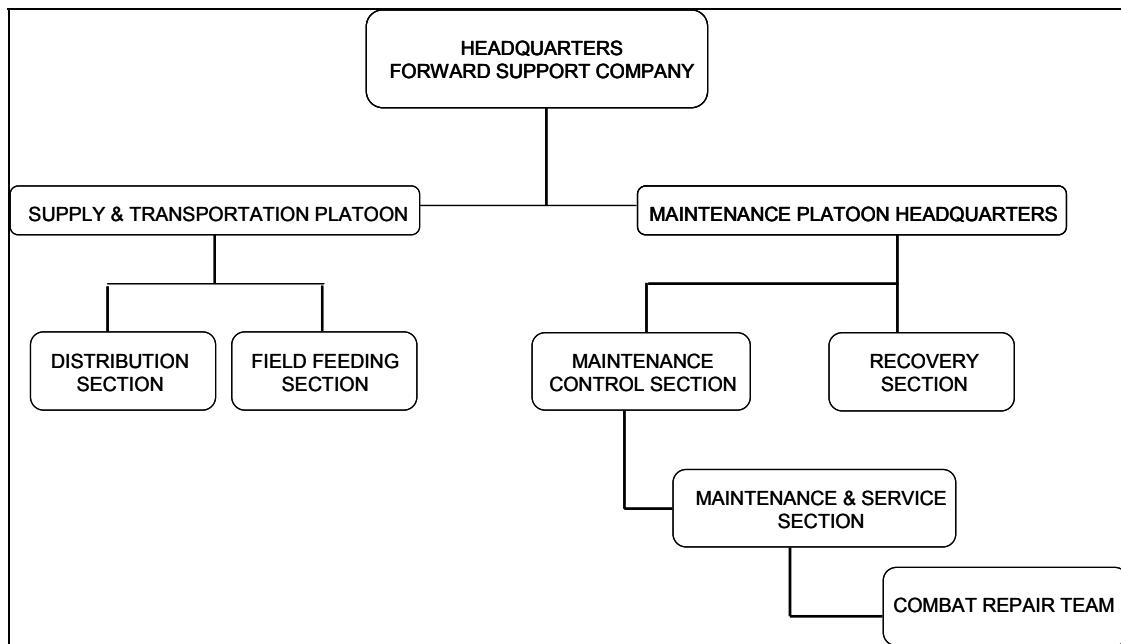 HEADQUARTERS
FORWARD SUPPORT COMPANY
SUPPLY & TRANSPORTATION PLATOON
MAINTENANCE PLATOON HEADQUARTERS
DISTRIBUTION
SECTION
FIELD FEEDING
SECTION
MAINTENANCE
CONTROL SECTION
RECOVERY
SECTION
MAINTENANCE & SERVICE
SECTION
COMBAT REPAIR TEAM